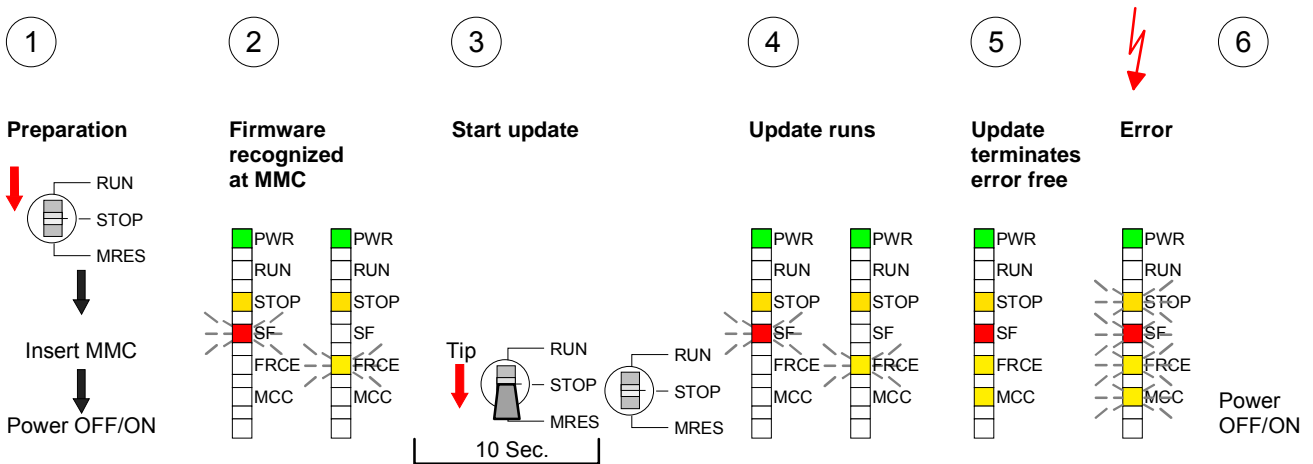 1
2
3
4
5
6
Preparation
Firmware
recognized
at MMC
Start update
Update runs
Update
terminates
error free
Error
RUN
STOP
MRES
Insert MMC
Power OFF/ON
PWR
RUN
STOP
SF
FRCE
MCC
PWR
RUN
STOP
SF
FRCE
MCC
Tip
RUN
STOP
MRES
10 Sec.
RUN
STOP
MRES
PWR
RUN
STOP
SF
FRCE
MCC
PWR
RUN
STOP
SF
FRCE
MCC
PWR
RUN
STOP
SF
FRCE
MCC
PWR
RUN
STOP
SF
FRCE
MCC
Power
OFF/ON